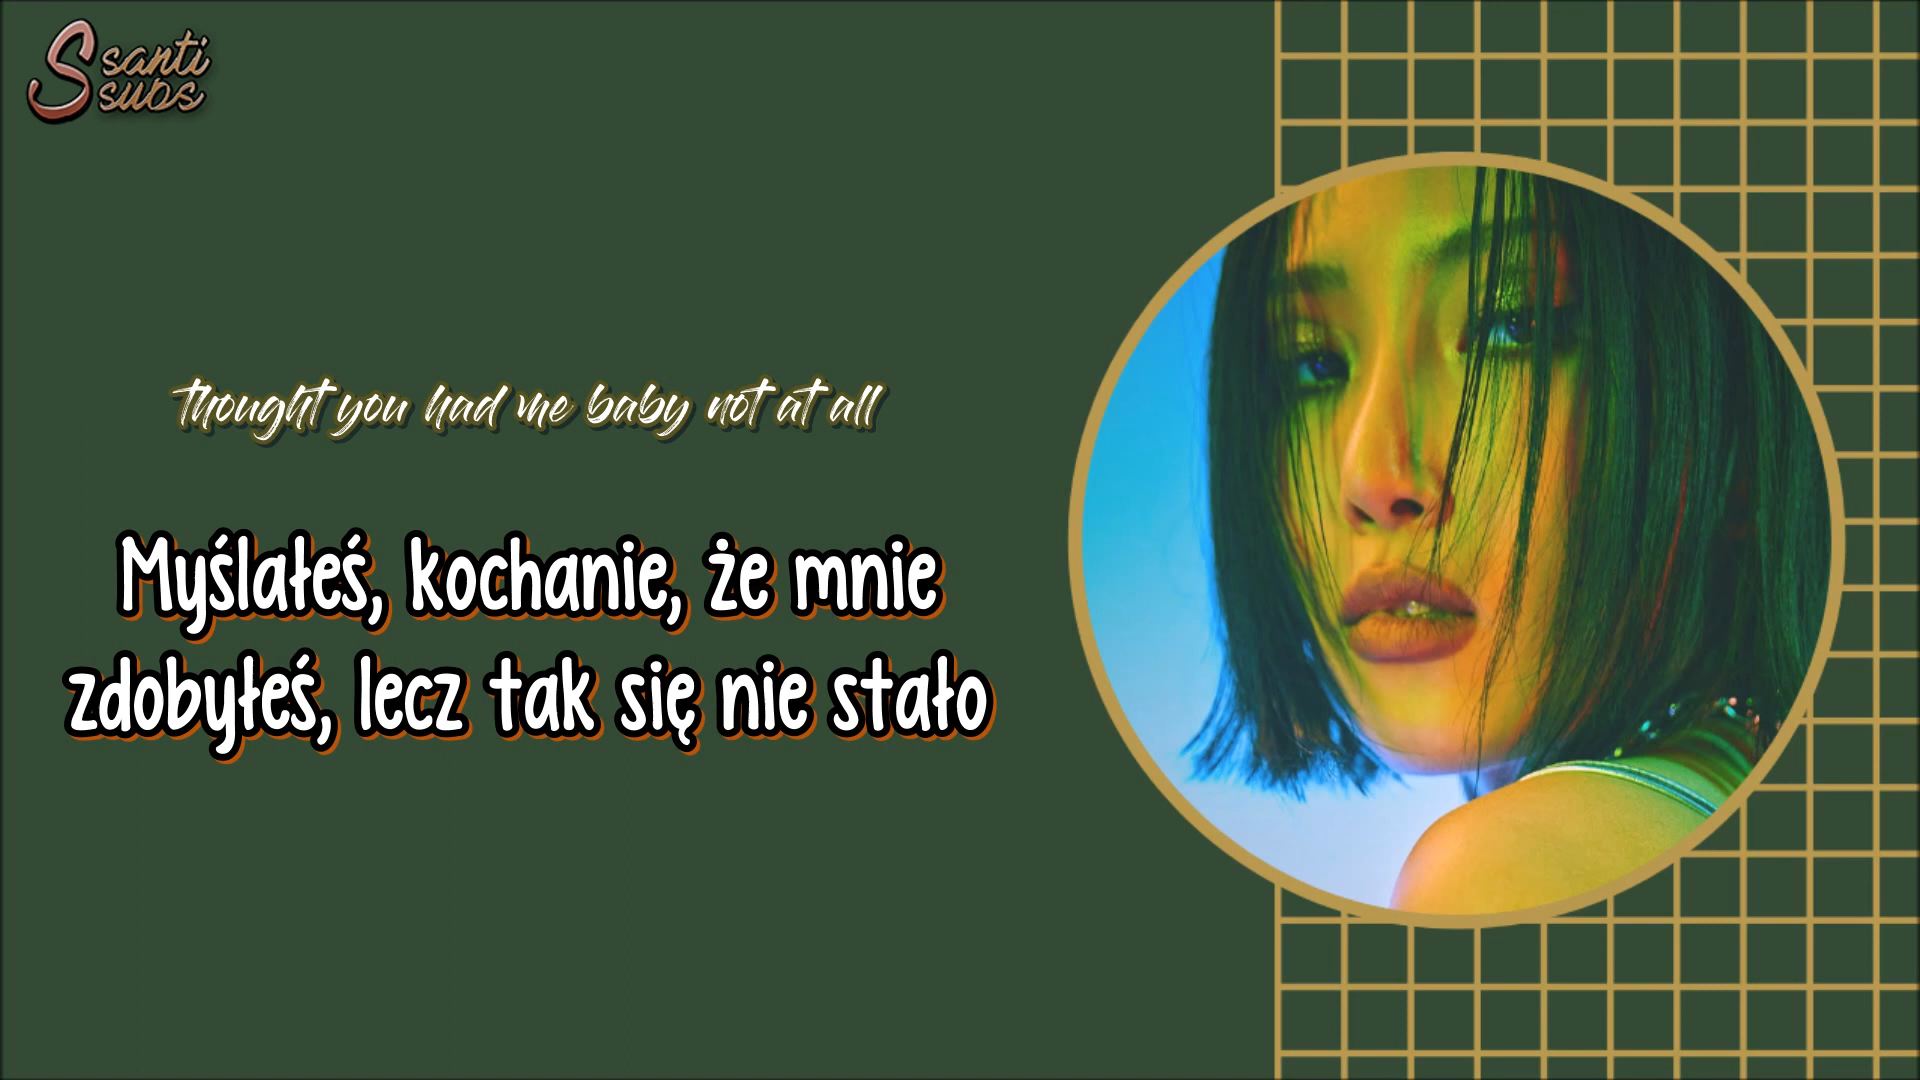 Ssanti
subs
thought you had me baby not at all
Myślałeś, kochanie, że mnie
zdobyłeś, lecz tak się nie stało